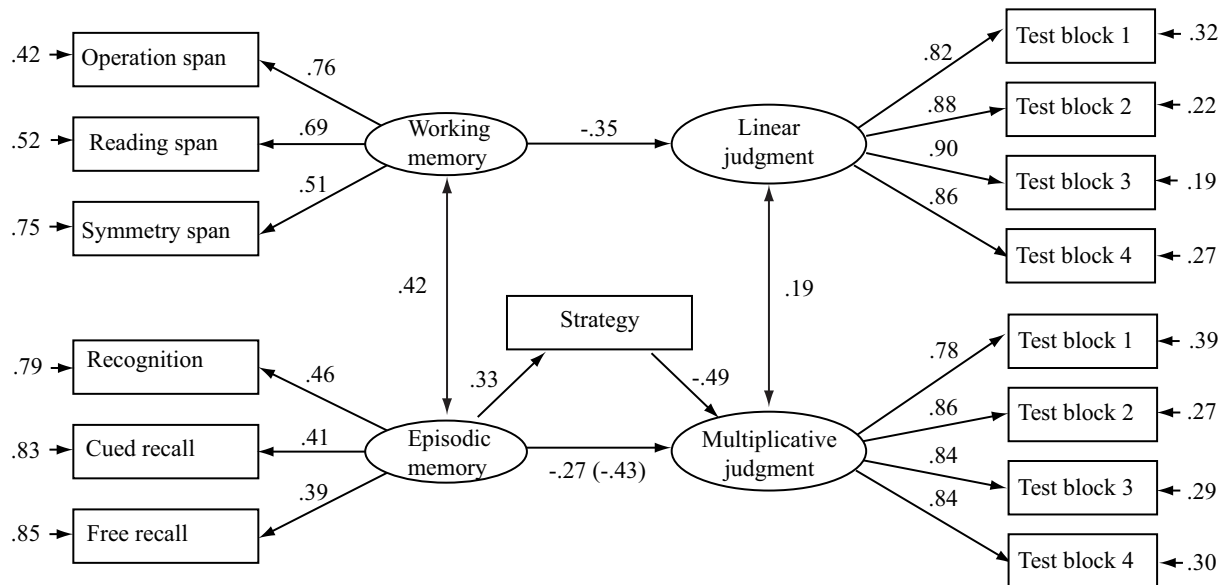 .42
Operation span
.76
.52
Reading span
.69
Working
memory
.51
.75
Symmetry span
-.35
Linear
judgment
.82
Test block 1
.32
.88
Test block 2
.22
.90
Test block 3
.19
.86
Test block 4
.27
.42
Strategy
.19
.33
-.49
.79
Recognition
.46
.83
Cued recall
.41
Episodic
memory
.39
.85
Free recall
-.27 (-.43)
Multiplicative
judgment
.78
Test block 1
.39
.86
Test block 2
.27
.84
Test block 3
.29
.84
Test block 4
.30